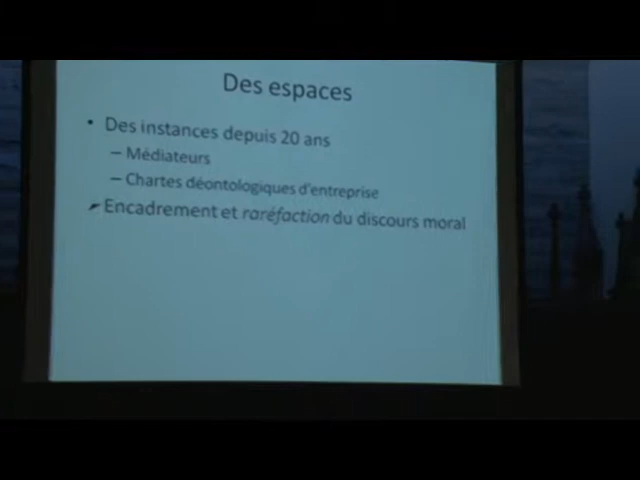 Des espaces
• Des instances depuis 20 ans
– Médiateurs
– Chartes déontologiques d'entreprise
Encadrement et raréfaction du discours moral